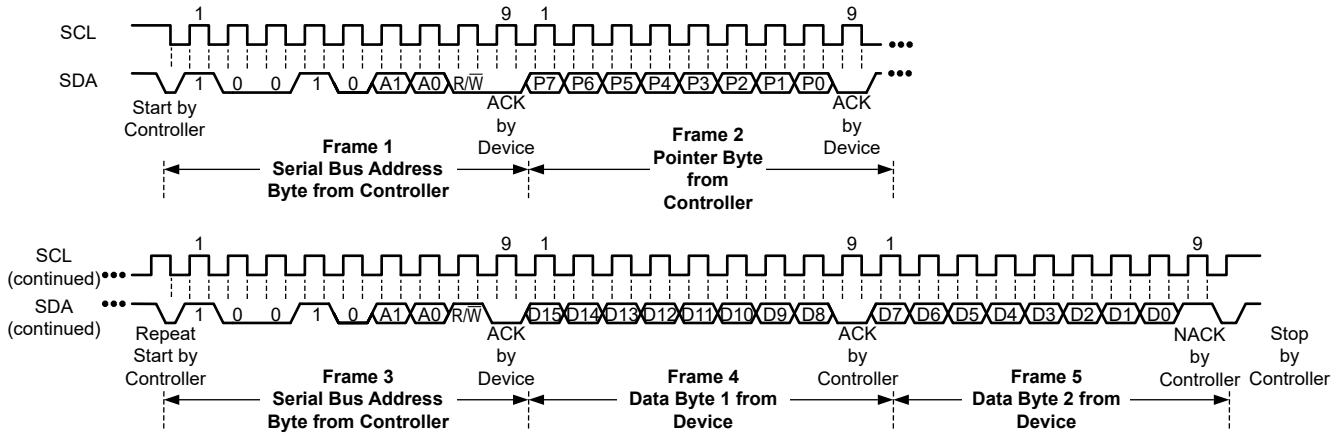 1 9 1 9
SCL
SDA
1 0 0 1 0 A1 A0 R/W̅ P7 P6 P5 P4 P3 P2 P1 P0
Start by
Controller
ACK
by
Device
ACK
by
Device
Frame 1
Serial Bus Address
Byte from Controller
Frame 2
Pointer Byte
from
Controller
1 9 1 9 1 9
SCL
(continued)
SDA
(continued)
1 0 0 1 0 A1 A0 R/W̅ D15 D14 D13 D12 D11 D10 D9 D8 D7 D6 D5 D4 D3 D2 D1 D0
Repeat
Start by
Controller
ACK
by
Device
ACK
by
Controller
NACK
by
Controller
Stop
by
Controller
Frame 3
Serial Bus Address
Byte from Controller
Frame 4
Data Byte 1 from
Device
Frame 5
Data Byte 2 from
Device